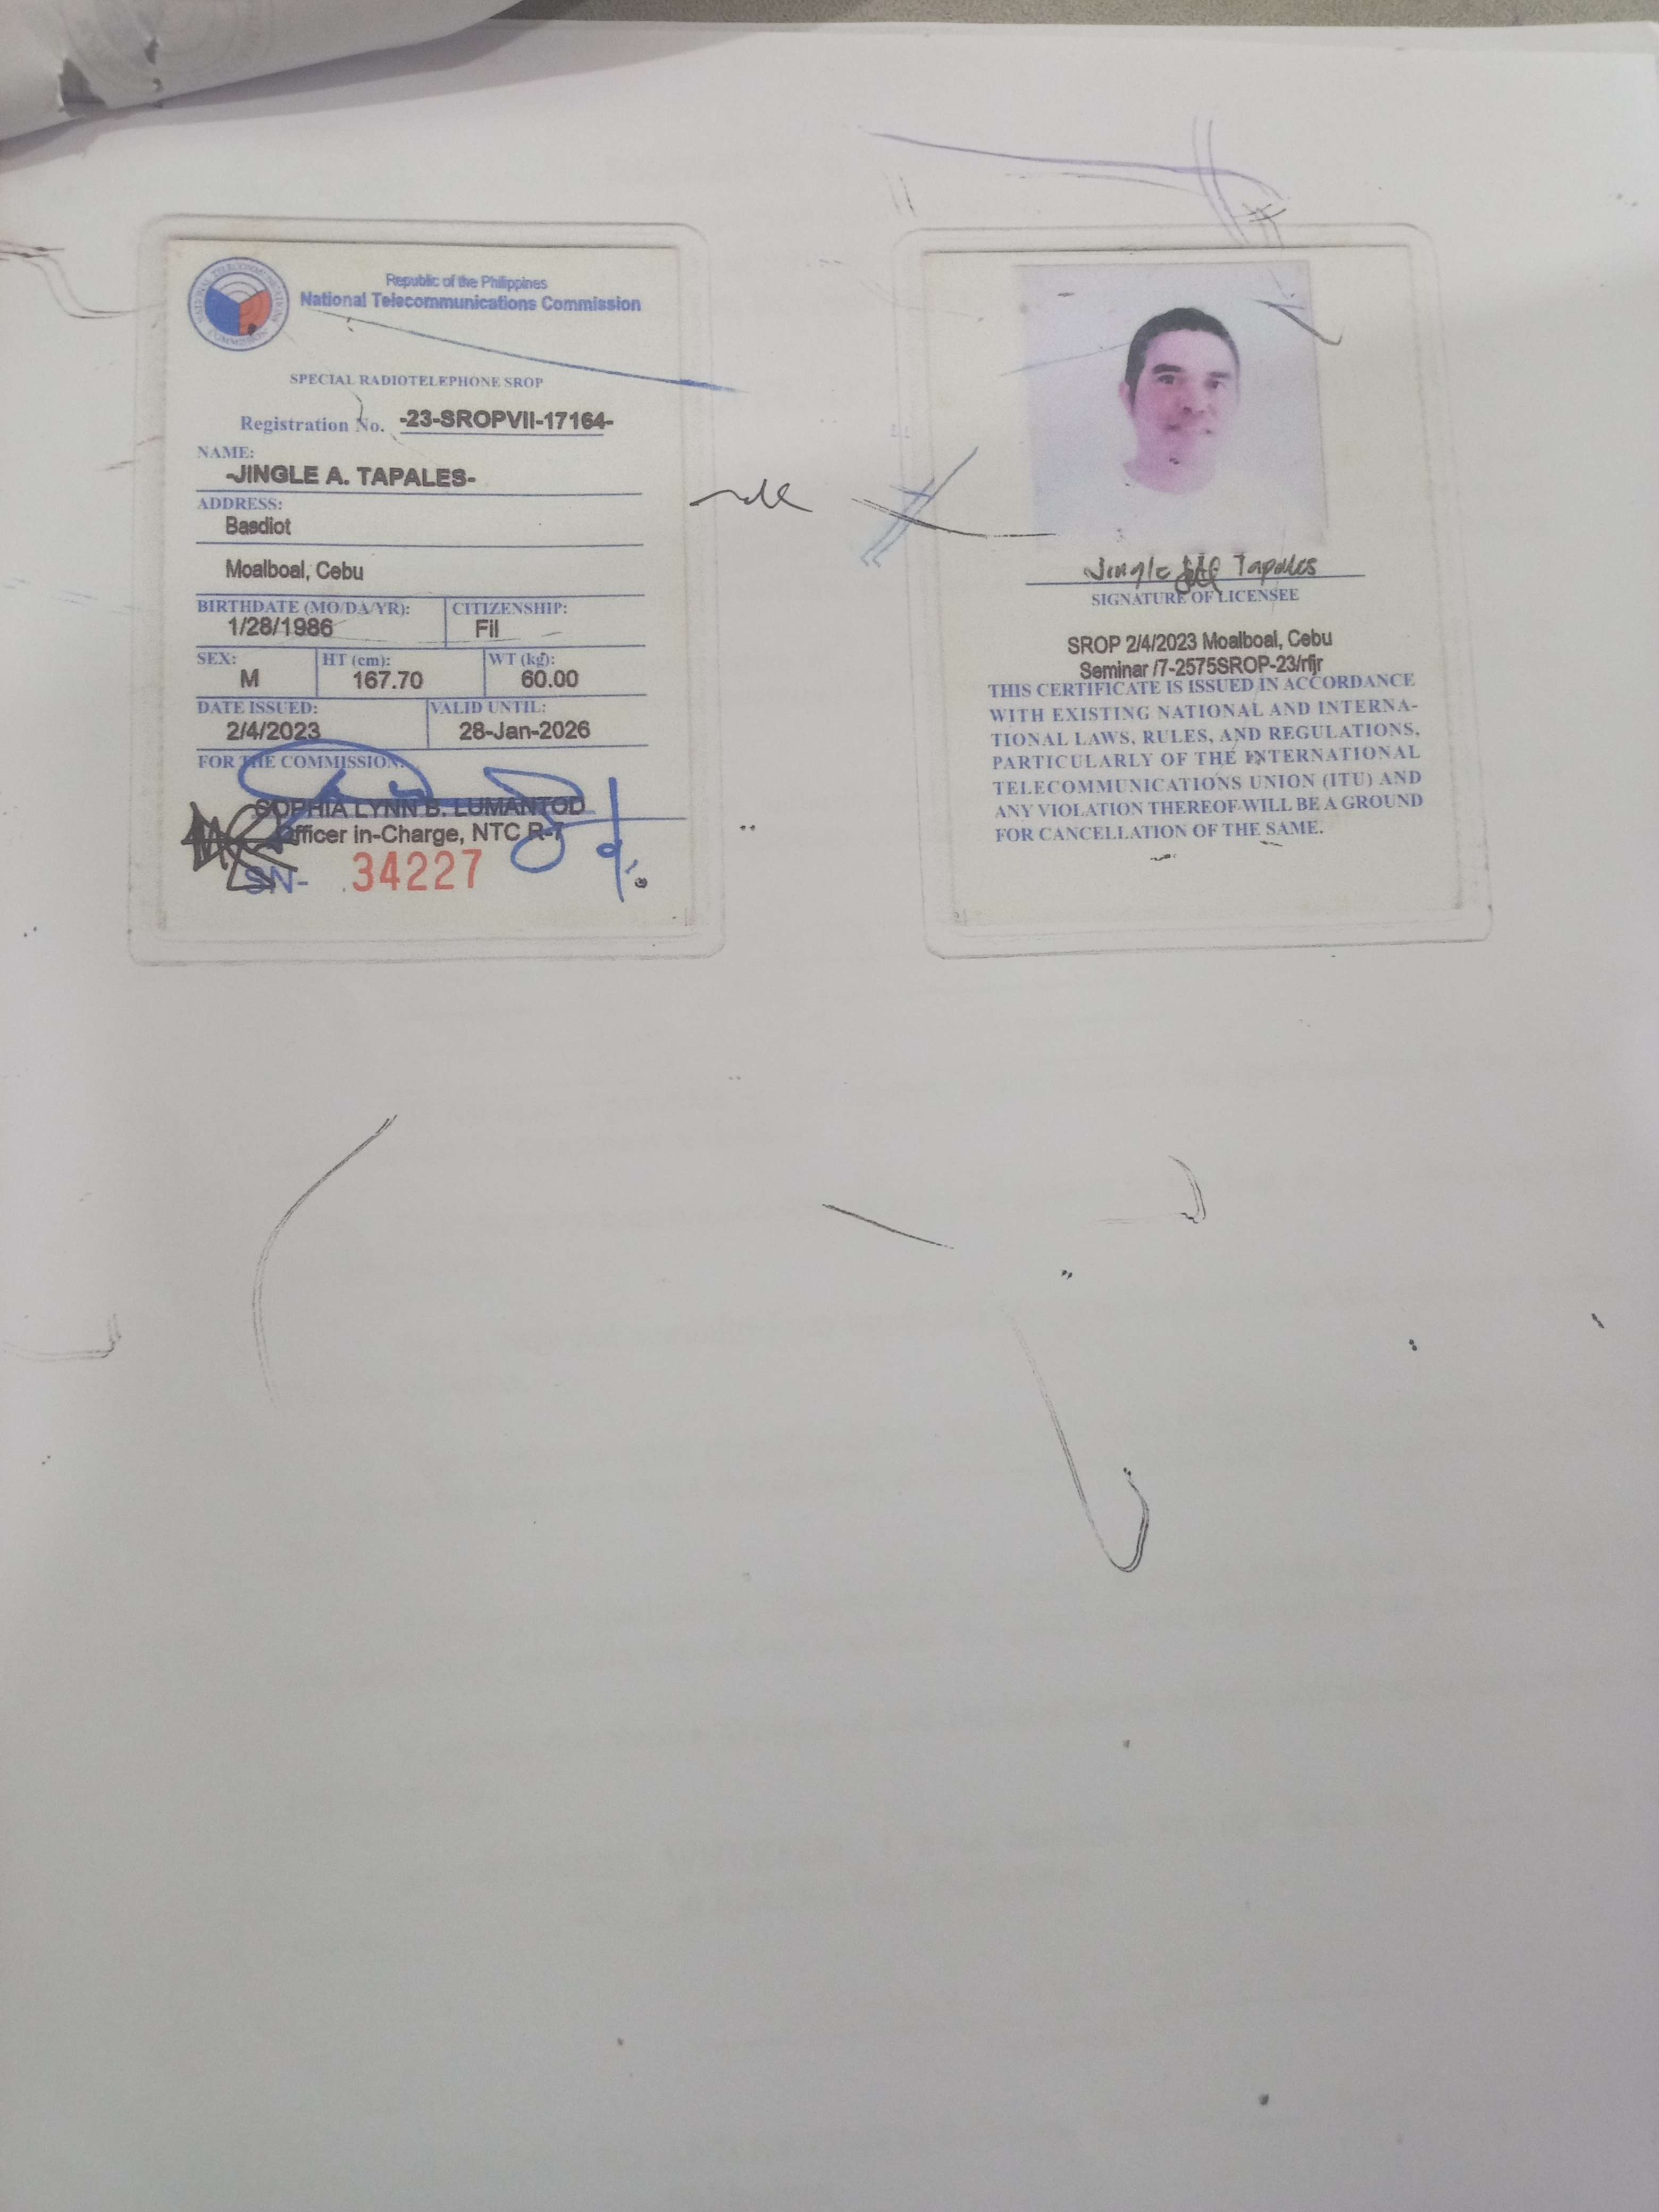 NATIONAL TELECOMMUNICATIONS COMMISSION
Republic of the Philippines
National Telecommunications Commission
SPECIAL RADIOTELEPHONE SROP
Registration No. -23-SROPVII-17164-
NAME:
-JINGLE A. TAPALES-
ADDRESS:
Basdiot
Moalboal, Cebu
BIRTHDATE (MO/DA/YR): CITIZENSHIP:
1/28/1986 Fil
SEX: HT (cm): WT (kg):
M 167.70 60.00
DATE ISSUED: VALID UNTIL:
2/4/2023 28-Jan-2026
FOR THE COMMISSION:
SOPHIA LYNN B. LUMANTOD
Officer in-Charge, NTC R-7
SN- 34227
Jingle Tapales
SIGNATURE OF LICENSEE
SROP 2/4/2023 Moalboal, Cebu
Seminar /7-2575SROP-23/rfjr
THIS CERTIFICATE IS ISSUED IN ACCORDANCE
WITH EXISTING NATIONAL AND INTERNA-
TIONAL LAWS, RULES, AND REGULATIONS,
PARTICULARLY OF THE INTERNATIONAL
TELECOMMUNICATIONS UNION (ITU) AND
ANY VIOLATION THEREOF WILL BE A GROUND
FOR CANCELLATION OF THE SAME.